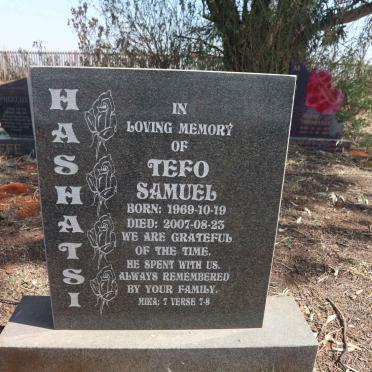 HASHATSI
IN
LOVING MEMORY
OF
TEFO
SAMUEL
BORN: 1969-10-19
DIED: 2007-08-23
WE ARE GRATEFUL
OF THE TIME.
HE SPENT WITH US.
ALWAYS REMEMBERED
BY YOUR FAMILY.
MIKA: 7 VERSE 7-8